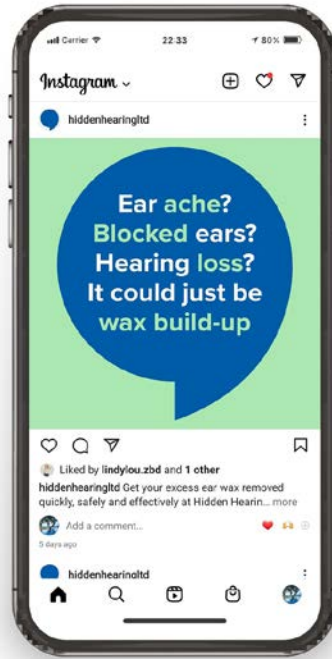 Carrier 22:33 80%
Instagram
hiddenhearingltd
Ear ache?
Blocked ears?
Hearing loss?
It could just be
wax build-up
Liked by lindylou.zbd and 1 other
hiddenhearingltd Get your excess ear wax removed
quickly, safely and effectively at Hidden Hearin... more
Add a comment...
5 days ago
hiddenhearingltd